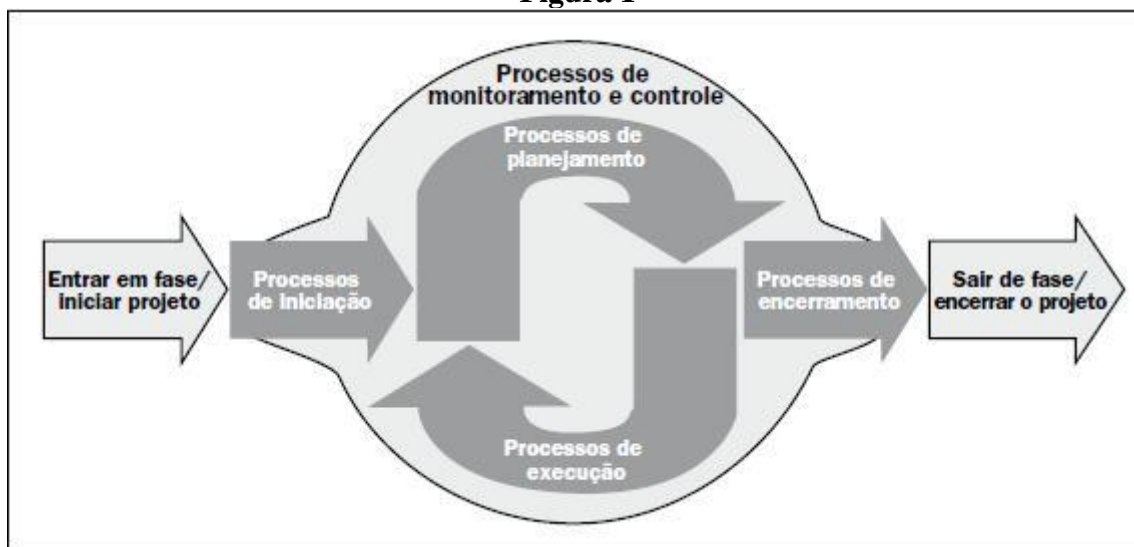 Figura 1
Processos de
monitoramento e controle
Processos de
planejamento
Entrar em fase/
iniciar projeto
Processos
de iniciação
Processos de
encerramento
Sair de fase/
encerrar o projeto
Processos de
execução